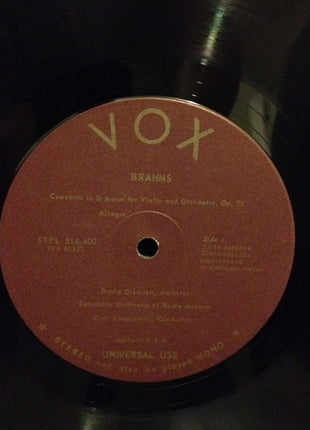 VOX
BRAHMS
Concerto in D Major for Violin and Orchestra, Op. 77
Allegro
STPL 514.400
Side 1
Electronically
David Oistrakh, violinist
Symphony Orchestra of Radio Moscow
Kiril Kondrashin, Conductor
★ STEREO can also be played MONO ★
UNIVERSAL USE